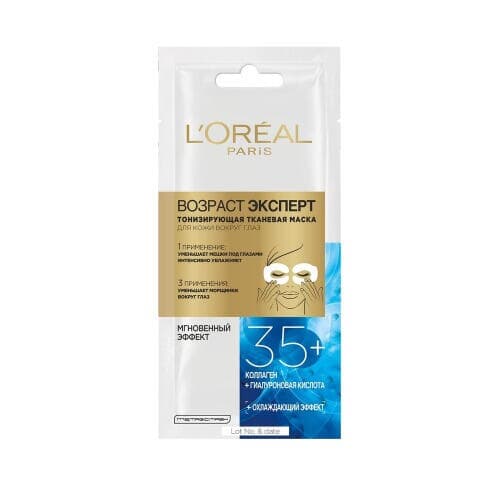 L'ORÉAL
PARIS
ВОЗРАСТ ЭКСПЕРТ
ТОНИЗИРУЮЩАЯ ТКАНЕВАЯ МАСКА
ДЛЯ КОЖИ ВОКРУГ ГЛАЗ
1 ПРИМЕНЕНИЕ:
УМЕНЬШАЕТ МЕШКИ ПОД ГЛАЗАМИ
ИНТЕНСИВНО УВЛАЖНЯЕТ
3 ПРИМЕНЕНИЯ:
УМЕНЬШАЕТ МОРЩИНКИ
ВОКРУГ ГЛАЗ
МГНОВЕННЫЙ
ЭФФЕКТ
35+
КОЛЛАГЕН
+ ГИАЛУРОНОВАЯ КИСЛОТА
+ ОХЛАЖДАЮЩИЙ ЭФФЕКТ
Lot No. & date